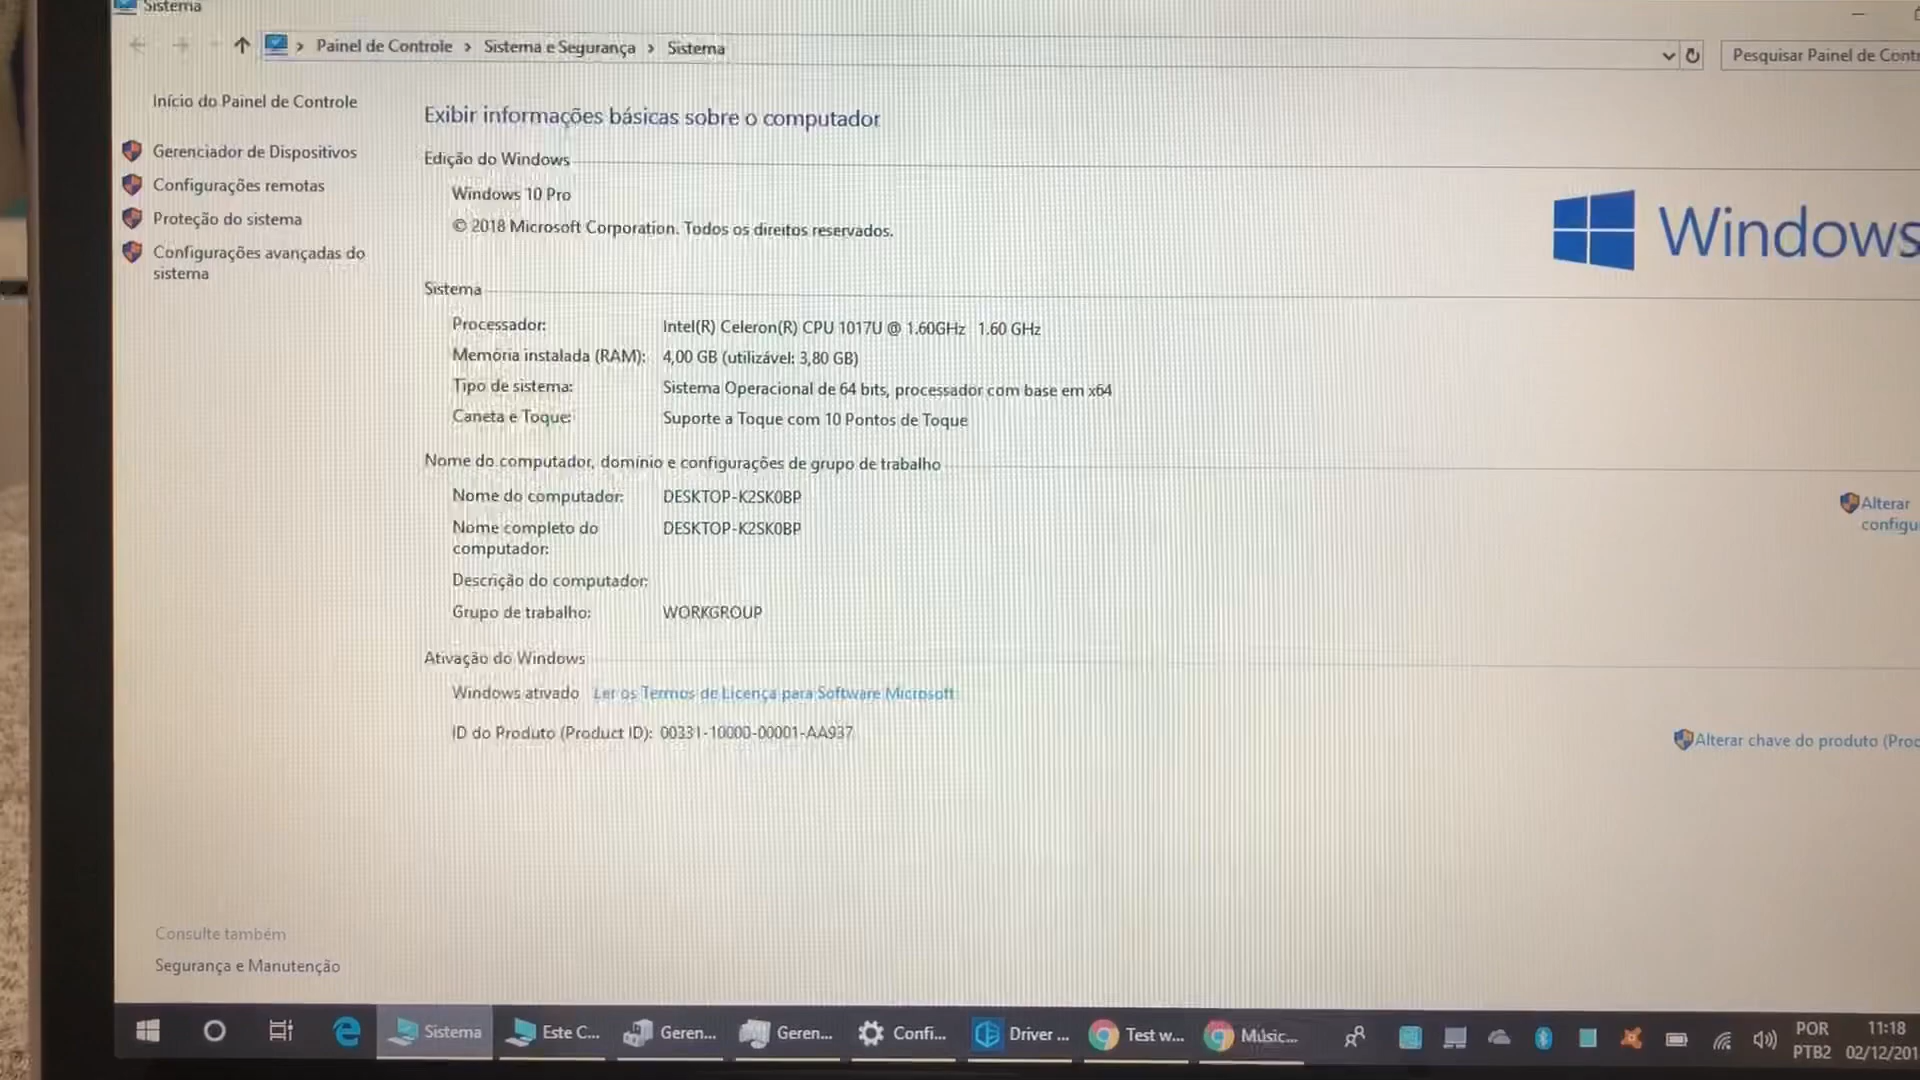 Sistema
Painel de Controle > Sistema e Segurança > Sistema
Pesquisar Painel de Cont
Início do Painel de Controle
Gerenciador de Dispositivos
Configurações remotas
Proteção do sistema
Configurações avançadas do
sistema
Exibir informações básicas sobre o computador
Edição do Windows
Windows 10 Pro
© 2018 Microsoft Corporation. Todos os direitos reservados.
Windows
Sistema
Processador: Intel(R) Celeron(R) CPU 1017U @ 1.60GHz 1.60 GHz
Memória instalada (RAM): 4,00 GB (utilizável: 3,80 GB)
Tipo de sistema: Sistema Operacional de 64 bits, processador com base em x64
Caneta e Toque: Suporte a Toque com 10 Pontos de Toque
Nome do computador, domínio e configurações de grupo de trabalho
Nome do computador: DESKTOP-K2SK0BP
Alterar
configu
Nome completo do
computador: DESKTOP-K2SK0BP
Descrição do computador:
Grupo de trabalho: WORKGROUP
Ativação do Windows
Windows ativado Ler os Termos de Licença para Software Microsoft
ID do Produto (Product ID): 00331-10000-00001-AA937
Alterar chave do produto (Proc
Consulte também
Segurança e Manutenção
Sistema
Este C...
Geren...
Geren...
Confi...
Driver ...
Test w...
Músic...
POR
PTB2
11:18
02/12/201